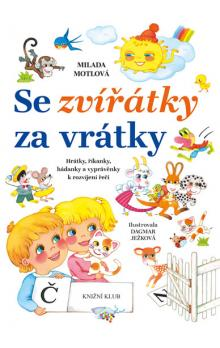 MILADA
MOTLOVÁ
Se zvířátky
za vrátky
Hrátky, říkanky,
hádanky a vyprávěnky
k rozvíjení řeči
Ilustrovala
DAGMAR
JEŽKOVÁ
Č
KNIŽNÍ KLUB